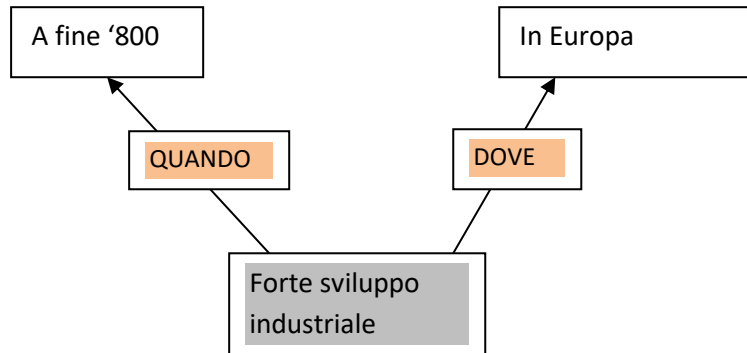 A fine ‘800
In Europa
QUANDO
DOVE
Forte sviluppo
industriale